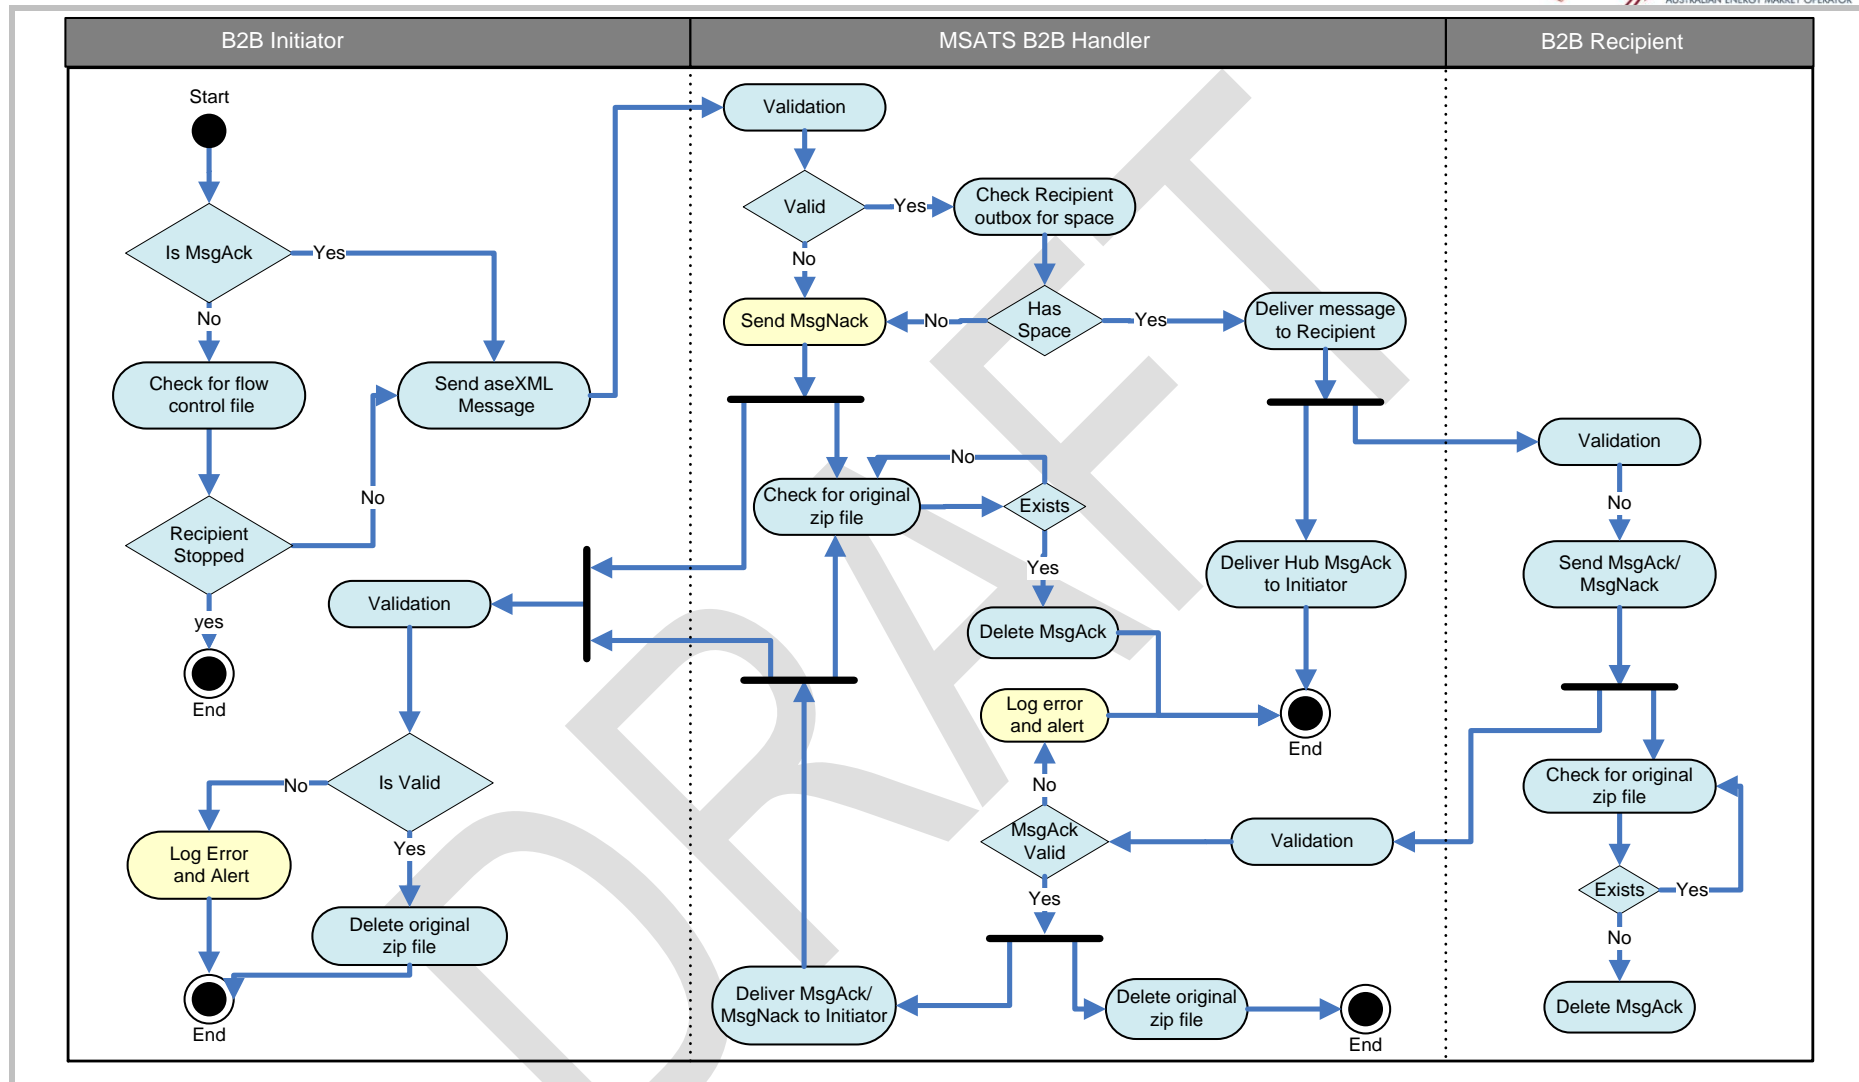 AUSTRALIAN ENERGY MARKET OPERATOR
B2B Initiator
MSATS B2B Handler
B2B Recipient
Start
Is MsgAck
Yes
No
Check for flow
control file
Send aseXML
Message
No
Recipient
Stopped
yes
End
Validation
Is Valid
No
Yes
Log Error
and Alert
Delete original
zip file
End
Validation
Valid
Yes
Check Recipient
outbox for space
No
Send MsgNack
No
Has
Space
Yes
Deliver message
to Recipient
No
Check for original
zip file
Exists
Yes
Delete MsgAck
Deliver Hub MsgAck
to Initiator
Log error
and alert
End
No
MsgAck
Valid
Validation
Yes
Deliver MsgAck/
MsgNack to Initiator
Delete original
zip file
End
Validation
No
Send MsgAck/
MsgNack
Check for original
zip file
Exists
Yes
No
Delete MsgAck
DRAFT